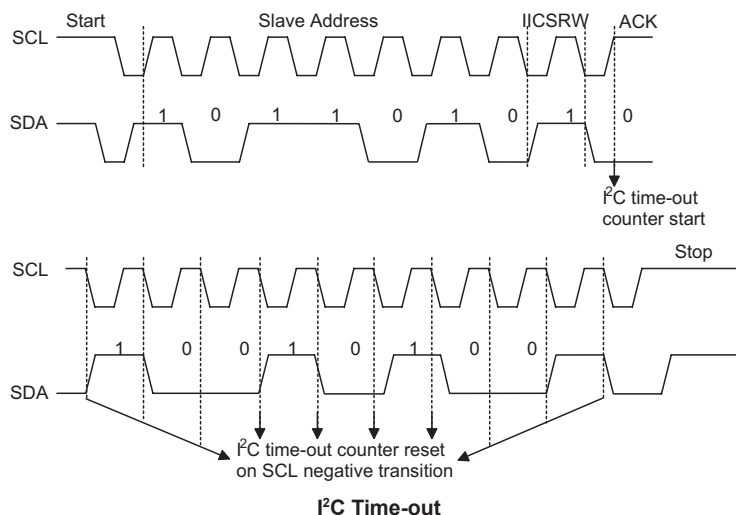 Start Slave Address IICSRW ACK
SCL
SDA 1 0 1 1 0 1 0 1 0
I²C time-out
counter start
Stop
SCL
1 0 0 1 0 1 0 0
SDA
I²C time-out counter reset
on SCL negative transition
I²C Time-out